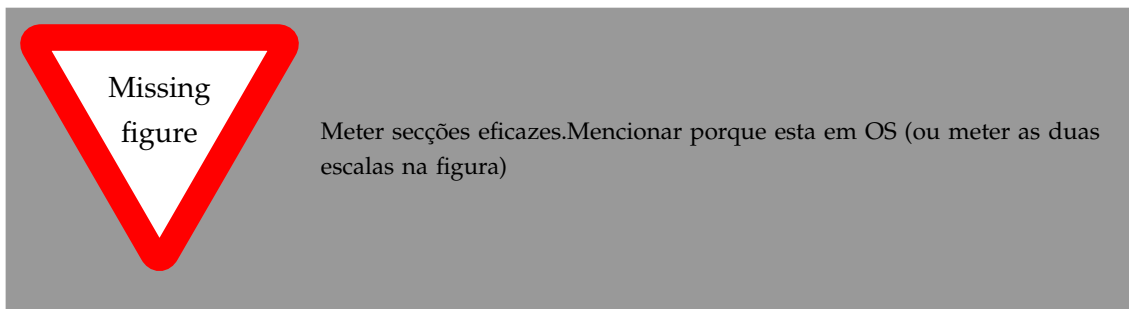 Missing
figure
Meter secções eficazes.Mencionar porque esta em OS (ou meter as duas
escalas na figura)